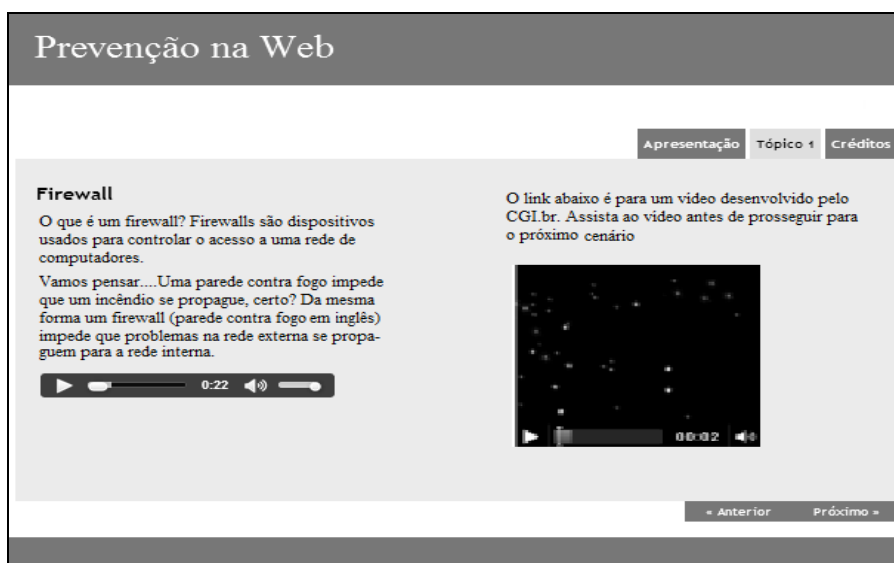 Prevenção na Web
Apresentação
Tópico 1
Créditos
Firewall
O que é um firewall? Firewalls são dispositivos
usados para controlar o acesso a uma rede de
computadores.
Vamos pensar....Uma parede contra fogo impede
que um incêndio se propague, certo? Da mesma
forma um firewall (parede contra fogo em inglês)
impede que problemas na rede externa se propa-
guem para a rede interna.
0:22
O link abaixo é para um vídeo desenvolvido pelo
CGI.br. Assista ao vídeo antes de prosseguir para
o próximo cenário
00:02
« Anterior
Próximo »